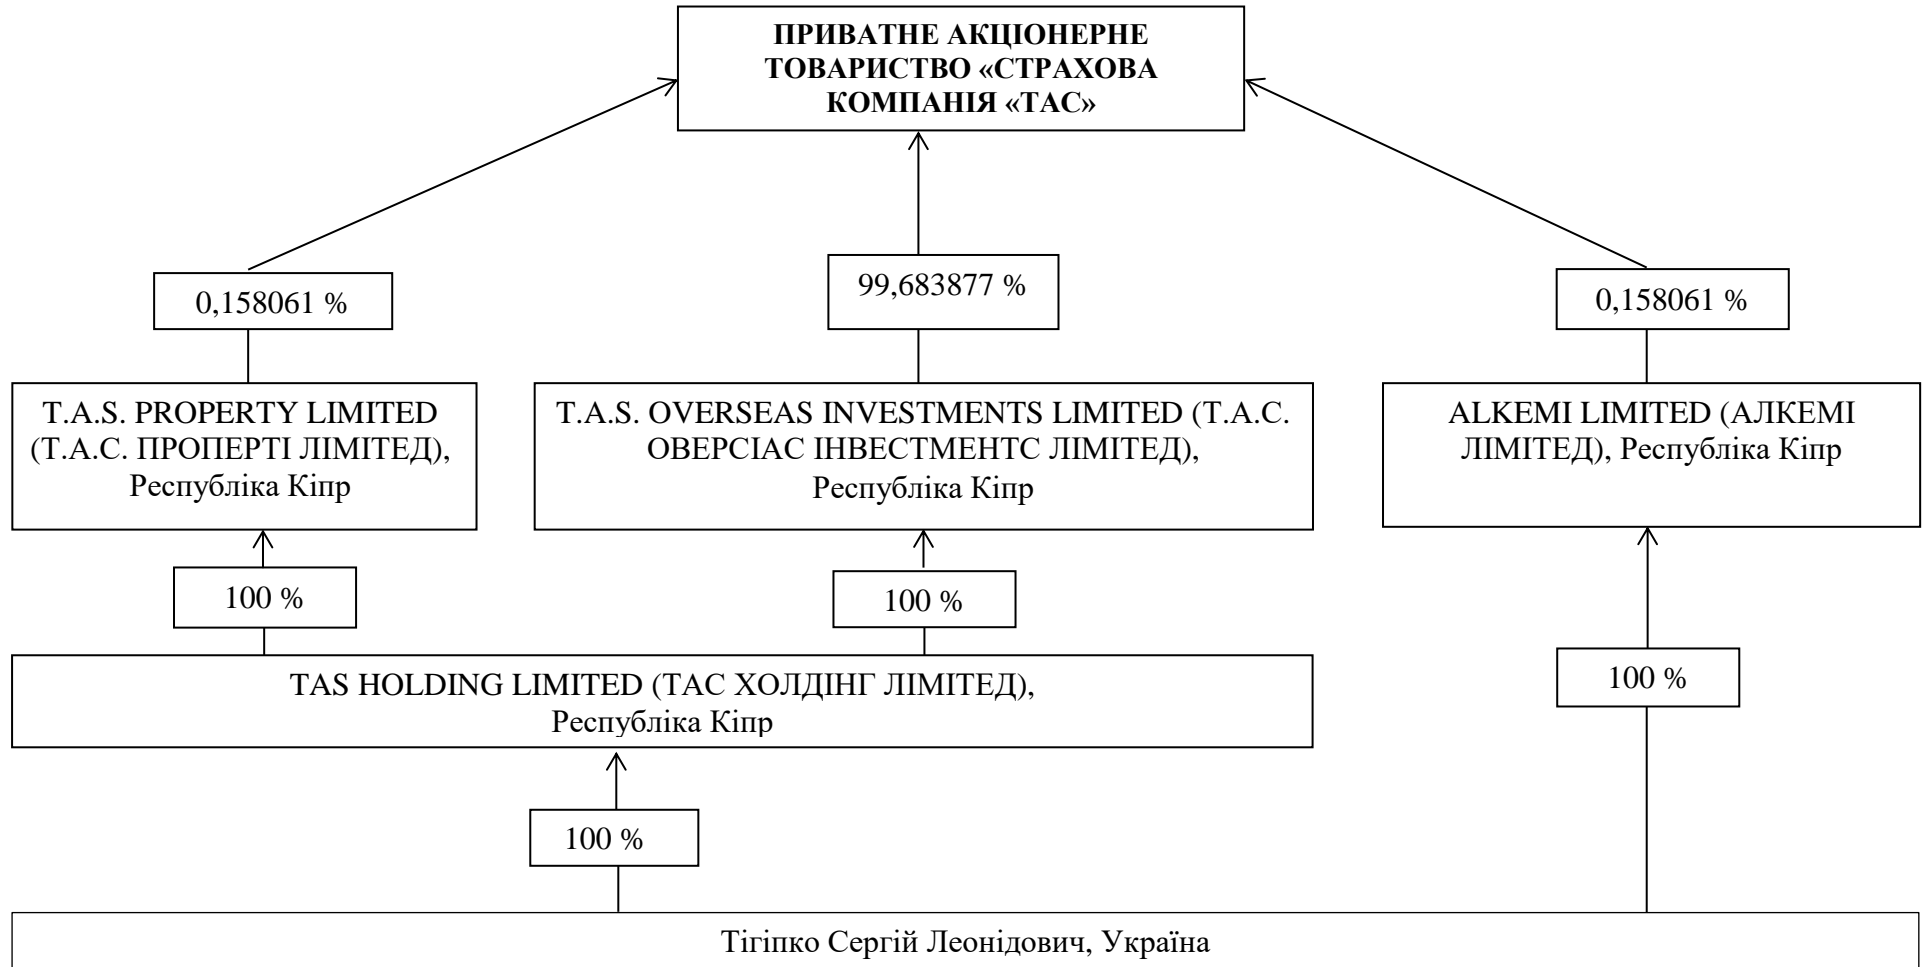 ПРИВАТНЕ АКЦІОНЕРНЕ
ТОВАРИСТВО «СТРАХОВА
КОМПАНІЯ «ТАС»
0,158061 %
99,683877 %
0,158061 %
T.A.S. PROPERTY LIMITED
(Т.А.С. ПРОПЕРТІ ЛІМІТЕД),
Республіка Кіпр
T.A.S. OVERSEAS INVESTMENTS LIMITED (Т.А.С.
ОВЕРСІАС ІНВЕСТМЕНТС ЛІМІТЕД),
Республіка Кіпр
ALKEMI LIMITED (АЛКЕМІ
ЛІМІТЕД), Республіка Кіпр
100 %
100 %
TAS HOLDING LIMITED (ТАС ХОЛДІНГ ЛІМІТЕД),
Республіка Кіпр
100 %
100 %
Тігіпко Сергій Леонідович, Україна